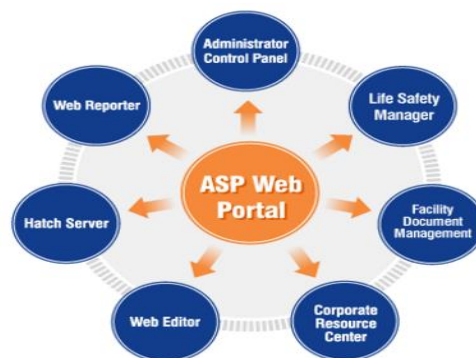 Administrator
Control Panel
Web Reporter
Life Safety
Manager
ASP Web
Portal
Hatch Server
Facility
Document
Management
Web Editor
Corporate
Resource
Center